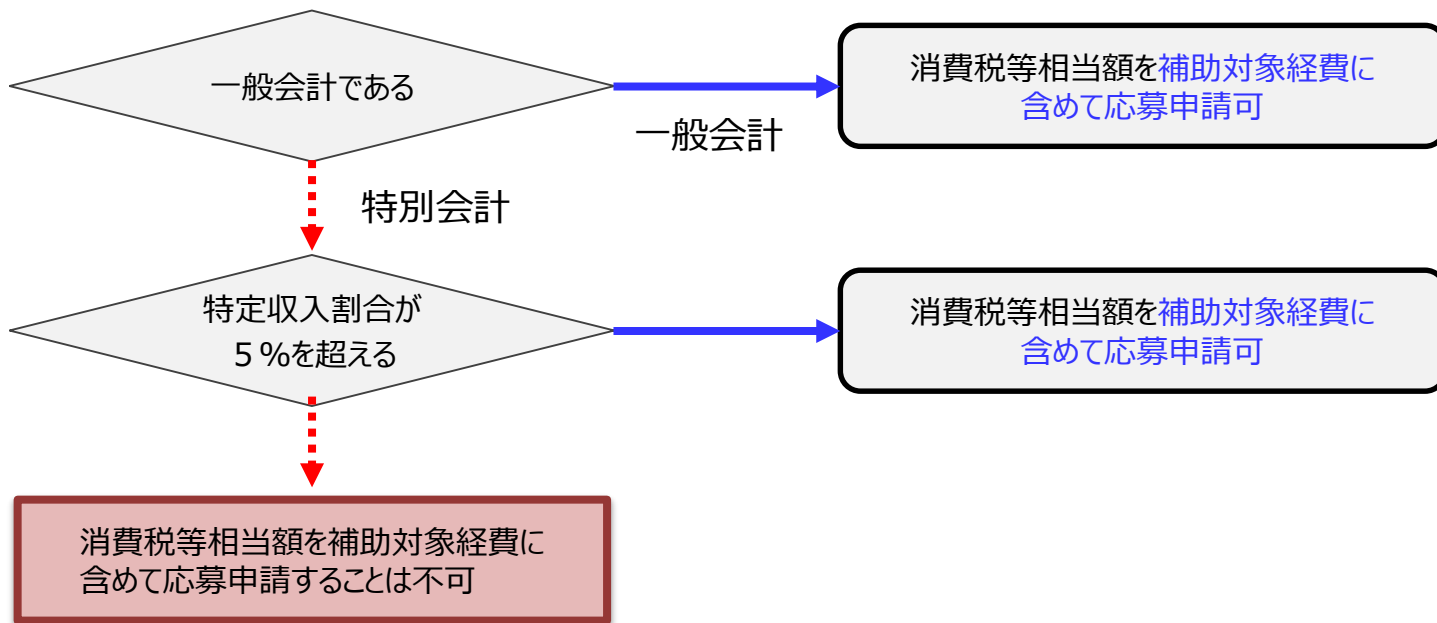 一般会計である
消費税等相当額を補助対象経費に
含めて応募申請可
一般会計
特別会計
特定収入割合が
５%を超える
消費税等相当額を補助対象経費に
含めて応募申請可
消費税等相当額を補助対象経費に
含めて応募申請することは不可